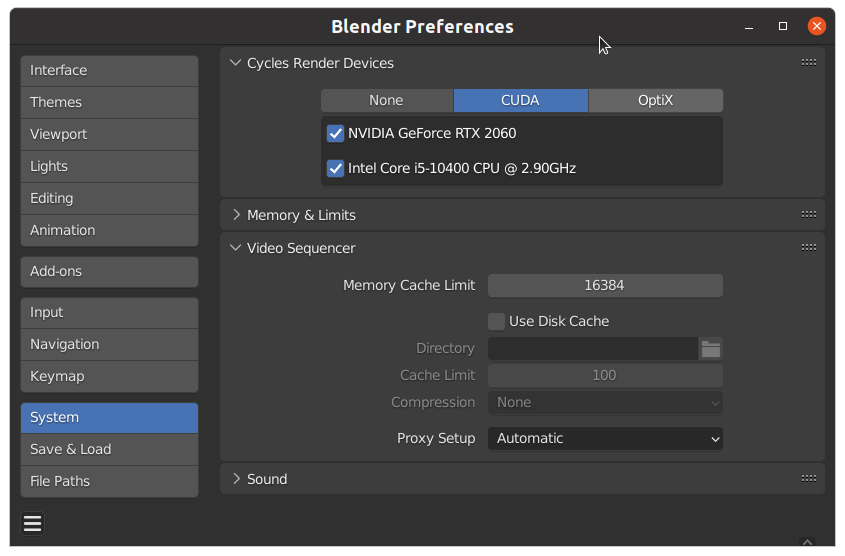 Blender Preferences
Interface
Themes
Viewport
Lights
Editing
Animation
Add-ons
Input
Navigation
Keymap
System
Save & Load
File Paths
Cycles Render Devices
None CUDA OptiX
NVIDIA GeForce RTX 2060
Intel Core i5-10400 CPU @ 2.90GHz
Memory & Limits
Video Sequencer
Memory Cache Limit 16384
Use Disk Cache
Directory
Cache Limit 100
Compression None
Proxy Setup Automatic
Sound